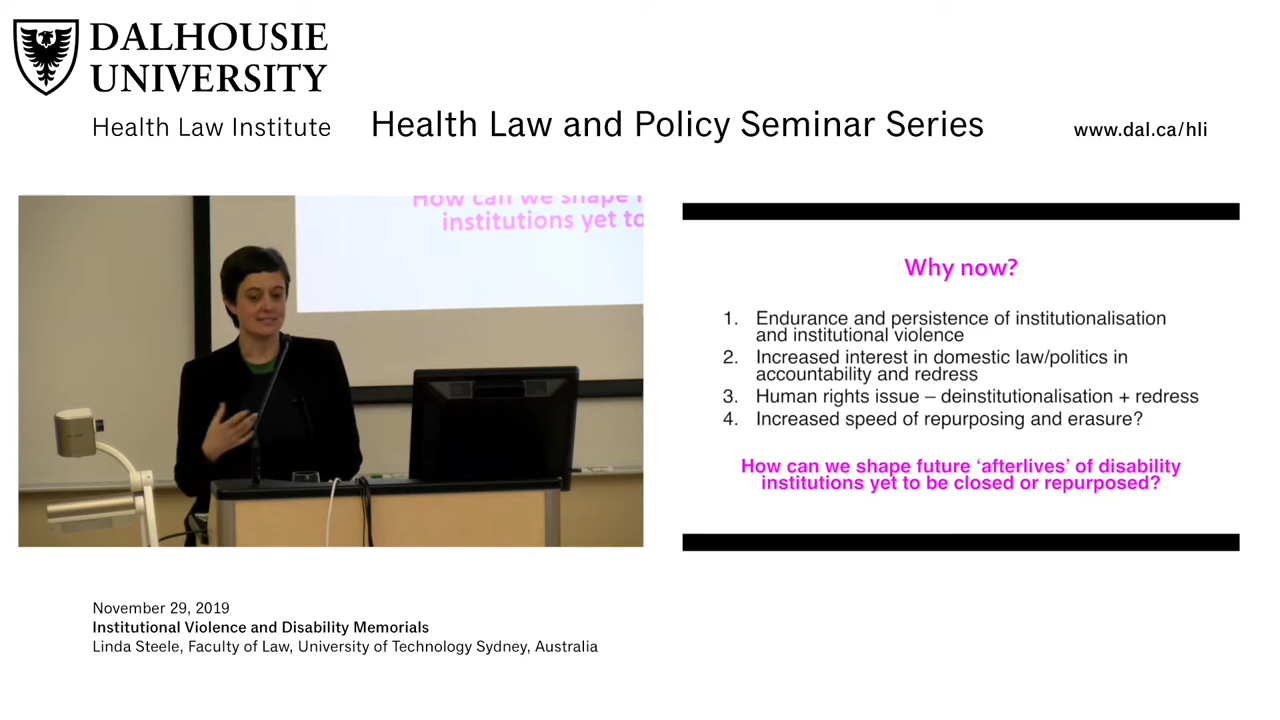 DALHOUSIE
UNIVERSITY
Health Law Institute
Health Law and Policy Seminar Series
www.dal.ca/hli
How can we shape
institutions yet to
Why now?
1. Endurance and persistence of institutionalisation
and institutional violence
2. Increased interest in domestic law/politics in
accountability and redress
3. Human rights issue – deinstitutionalisation + redress
4. Increased speed of repurposing and erasure?
How can we shape future ‘afterlives’ of disability
institutions yet to be closed or repurposed?
November 29, 2019
Institutional Violence and Disability Memorials
Linda Steele, Faculty of Law, University of Technology Sydney, Australia